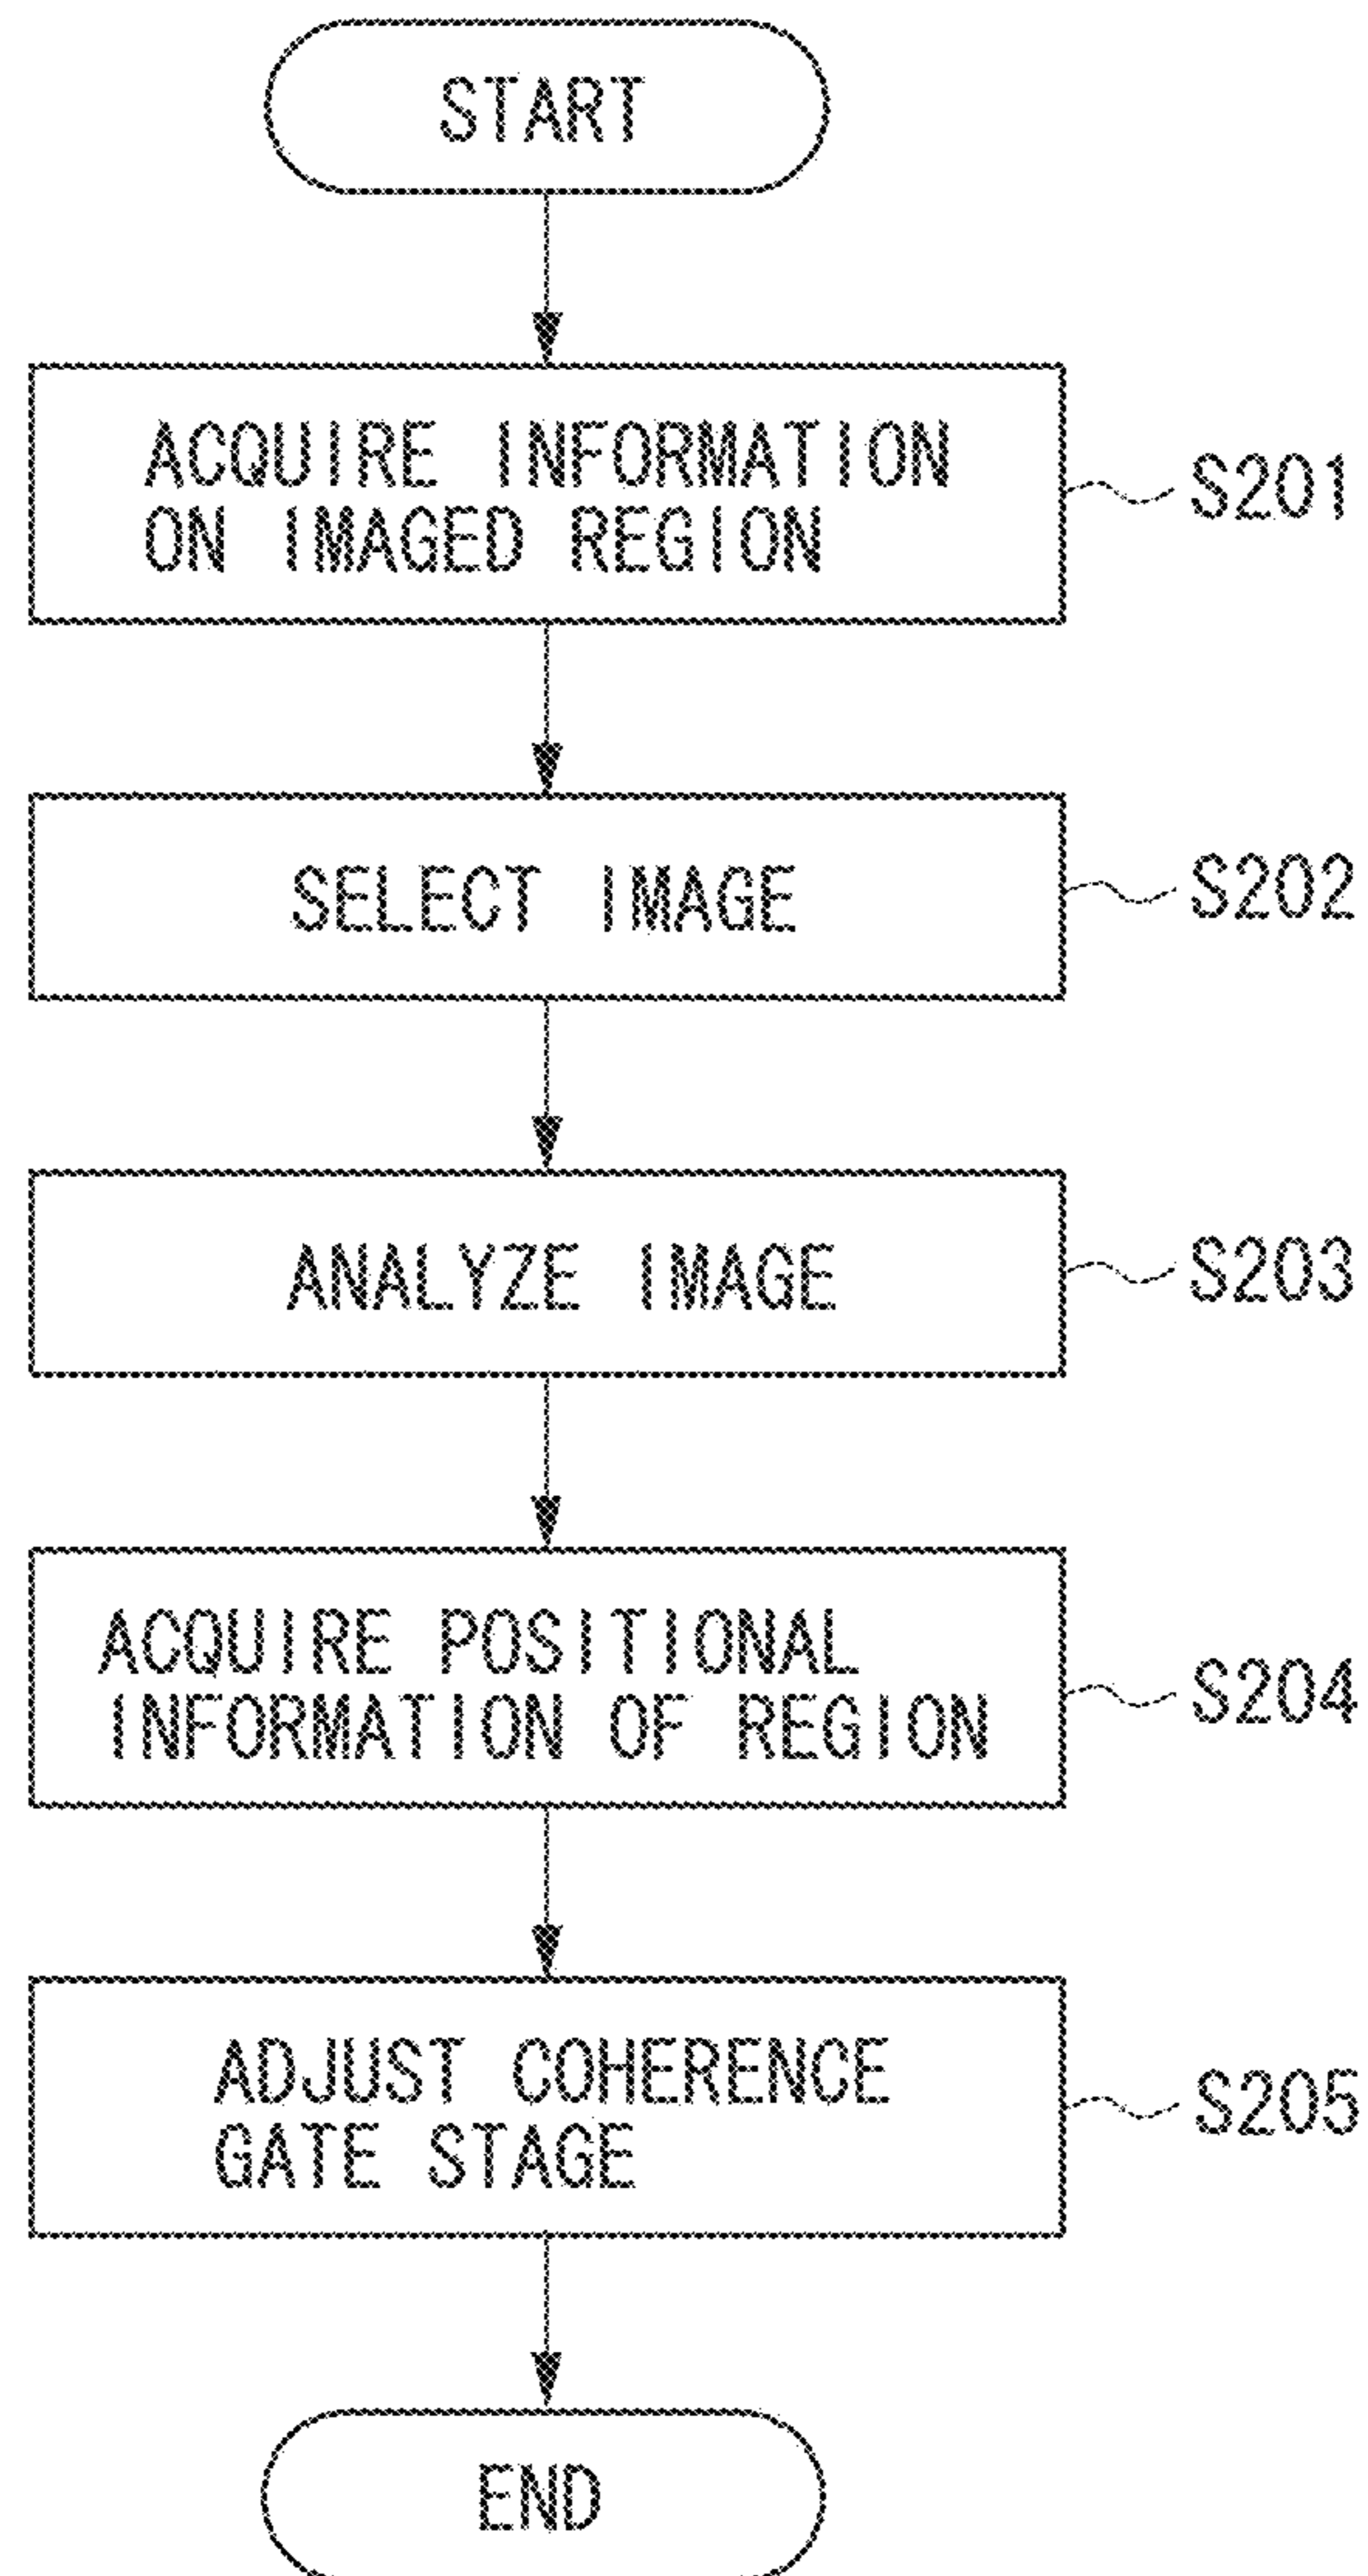 START
ACQUIRE INFORMATION
ON IMAGED REGION
S201
SELECT IMAGE
S202
ANALYZE IMAGE
S203
ACQUIRE POSITIONAL
INFORMATION OF REGION
S204
ADJUST COHERENCE
GATE STAGE
S205
END